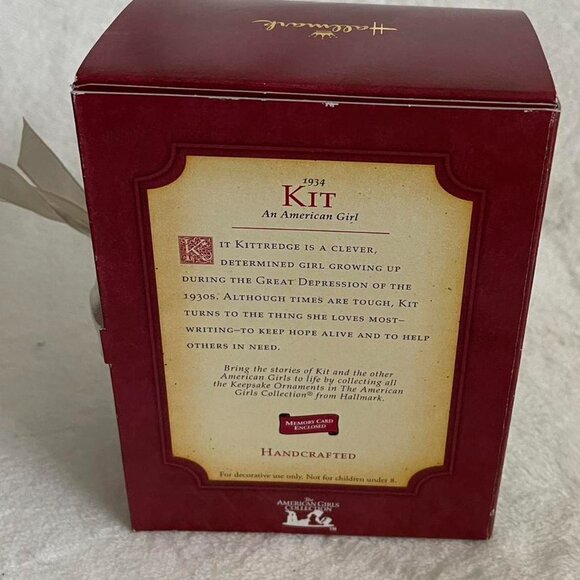 Hallmark
1934
KIT
An American Girl
KIT KITTREDGE IS A CLEVER,
DETERMINED GIRL GROWING UP
DURING THE GREAT DEPRESSION OF THE
1930S. ALTHOUGH TIMES ARE TOUGH, KIT
TURNS TO THE THING SHE LOVES MOST–
WRITING–TO KEEP HOPE ALIVE AND TO HELP
OTHERS IN NEED.
Bring the stories of Kit and the other
American Girls to life by collecting all
the Keepsake Ornaments in The American
Girls Collection® from Hallmark.
MEMORY CARD
ENCLOSED
HANDCRAFTED
For decorative use only. Not for children under 8.
The
AMERICAN GIRLS
COLLECTION
TM